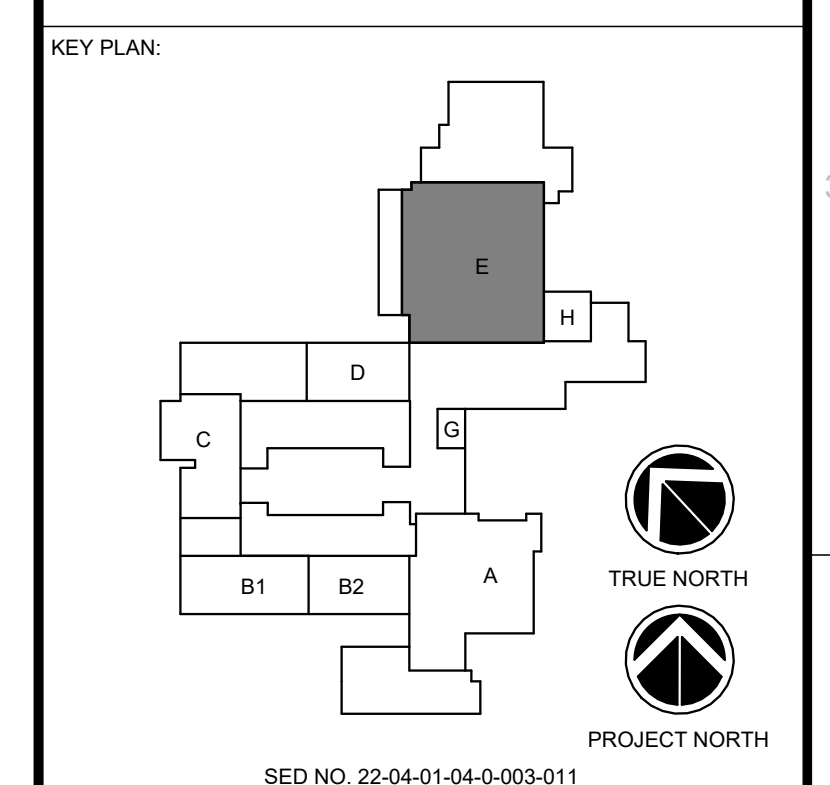 KEY PLAN:
E
H
D
G
C
TRUE NORTH
A
B1 B2
PROJECT NORTH
SED NO. 22-04-01-04-0-003-011